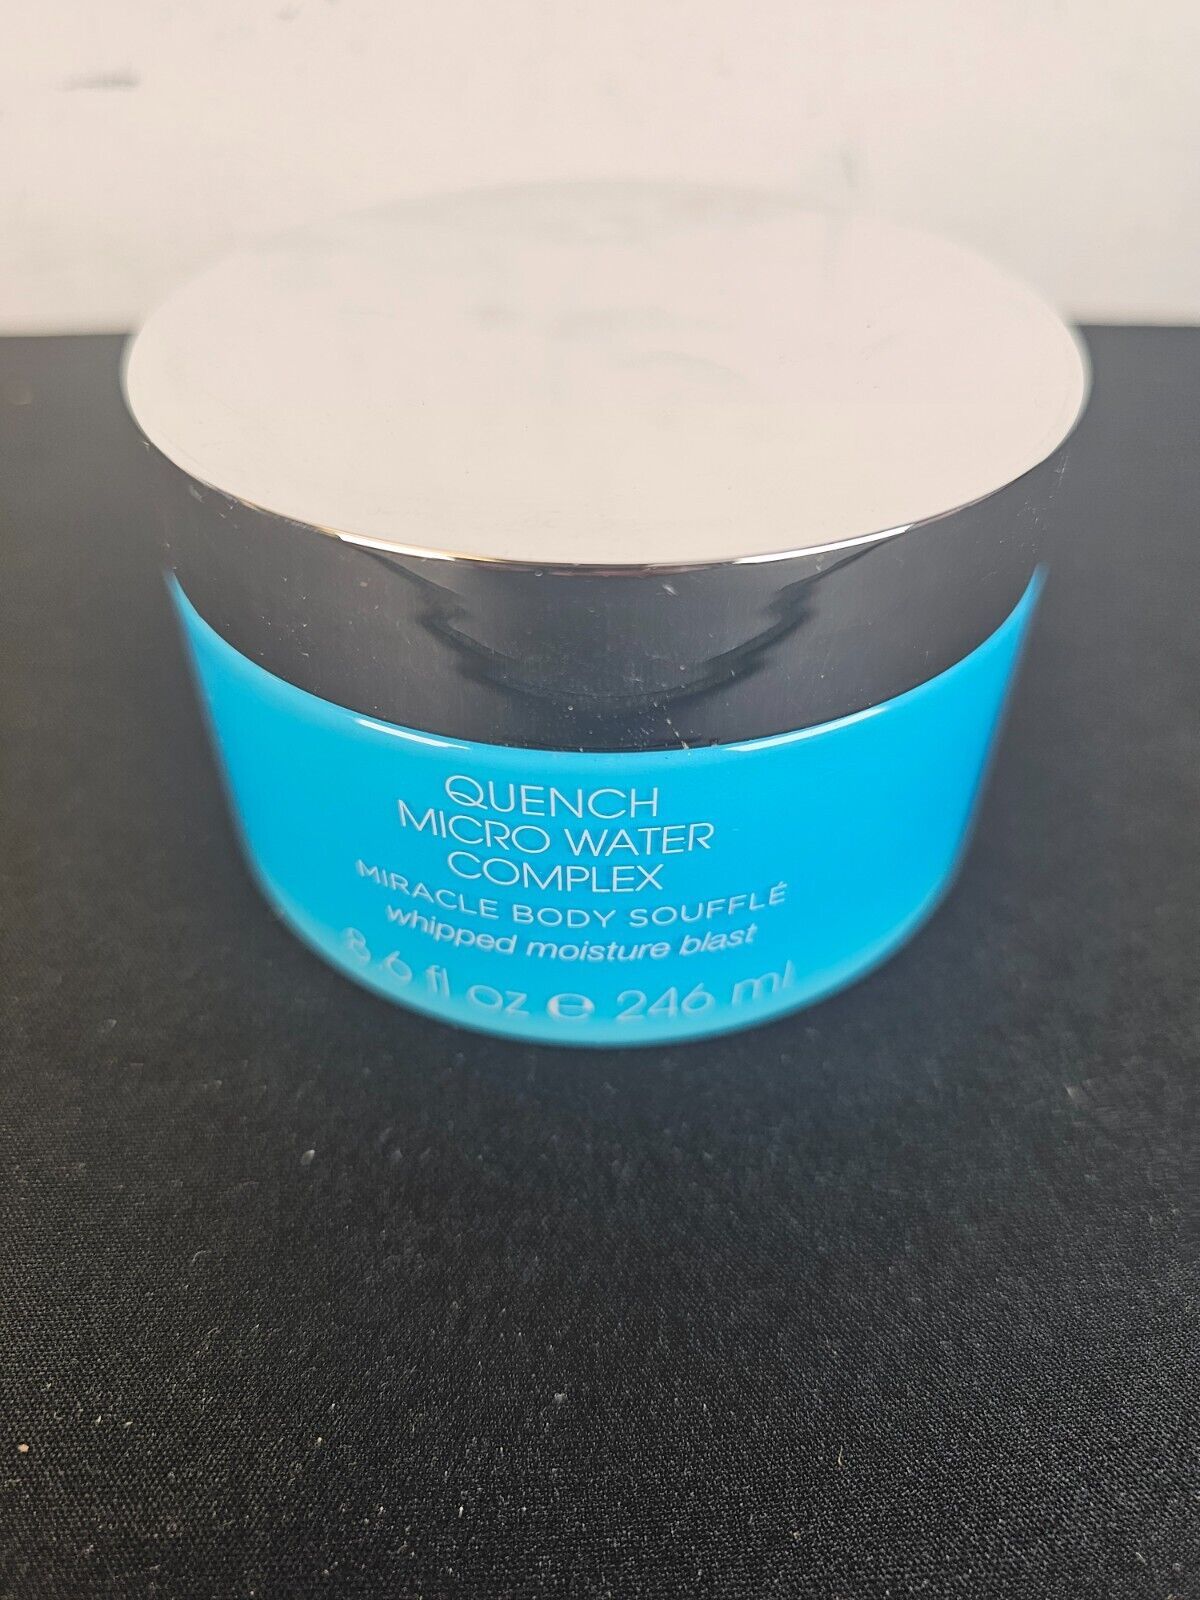 QUENCH
MICRO WATER
COMPLEX
MIRACLE BODY SOUFFLÉ
whipped moisture blast
8.6 fl oz e 246 ml